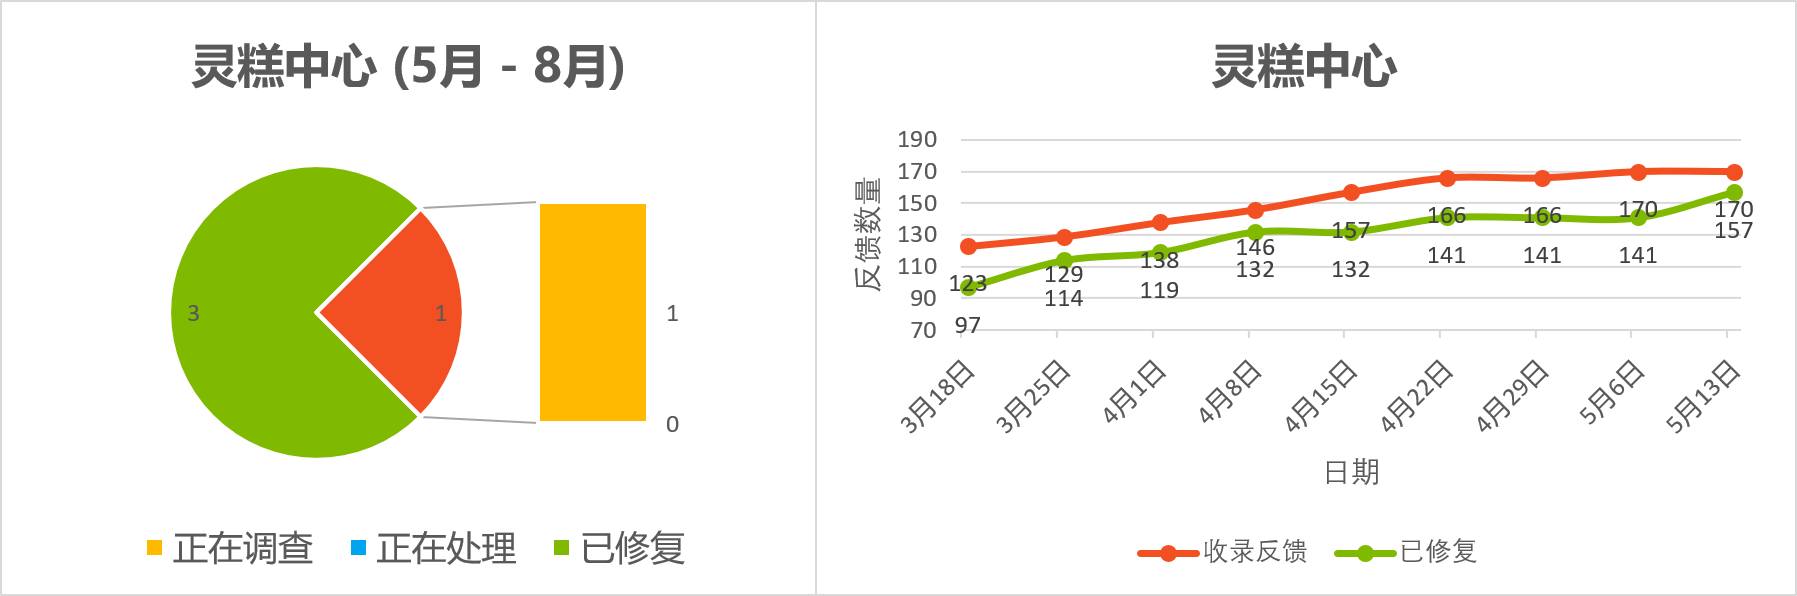 灵糕中心 (5月 - 8月)
3
1
1
0
正在调查 正在处理 已修复
灵糕中心
反馈数量
190
170
150
130
110
90
70
123 129 138 146 157 166 166 170 170
97 114 119 132 132 141 141 141 157
3月18日 3月25日 4月1日 4月8日 4月15日 4月22日 4月29日 5月6日 5月13日
日期
收录反馈 已修复